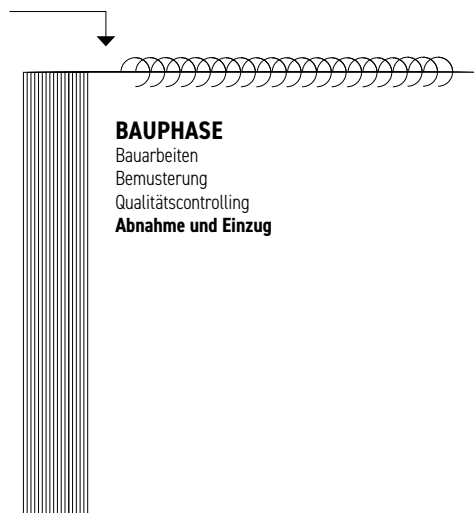 BAUPHASE
Bauarbeiten
Bemusterung
Qualitätscontrolling
Abnahme und Einzug